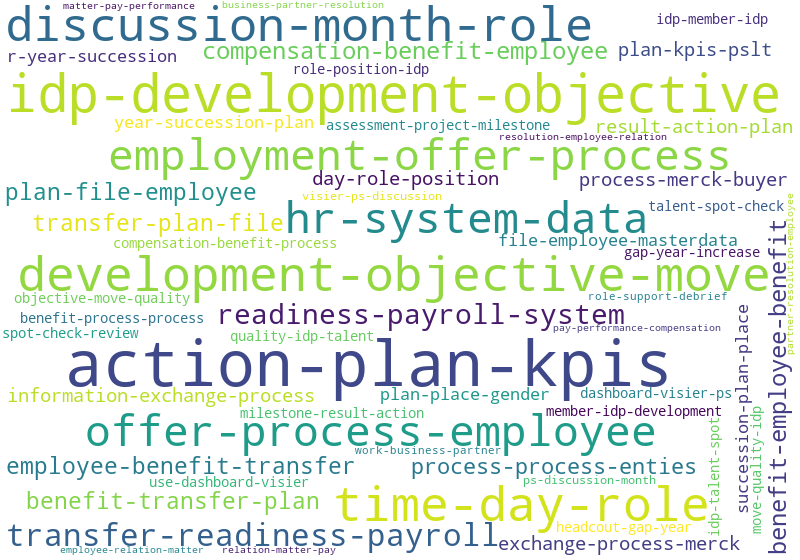 matter-pay-performance
business-partner-resolution
discussion-month-role
idp-member-idp
r-year-succession
compensation-benefit-employee
plan-kpis-pslt
role-position-idp
idp-development-objective
year-succession-plan
assessment-project-milestone
result-action-plan
resolution-employee-relation
employment-offer-process
day-role-position
process-merck-buyer
plan-file-employee
visier-ps-discussion
talent-spot-check
transfer-plan-file
hr-system-data
compensation-benefit-process
file-employee-masterdata
gap-year-increase
development-objective-move
objective-move-quality
role-support-debrief
benefit-process-process
readiness-payroll-system
spot-check-review
quality-idp-talent
pay-performance-compensation
action-plan-kpis
information-exchange-process
plan-place-gender
dashboard-visier-ps
milestone-result-action
member-idp-development
offer-process-employee
work-business-partner
employee-benefit-transfer
process-process-enties
use-dashboard-visier
ps-discussion-month
benefit-transfer-plan
time-day-role
headcout-gap-year
transfer-readiness-payroll
exchange-process-merck
employee-relation-matter
relation-matter-pay
idp-talent-spot
succession-plan-place
move-quality-idp
benefit-employee-benefit
partner-resolution-employee